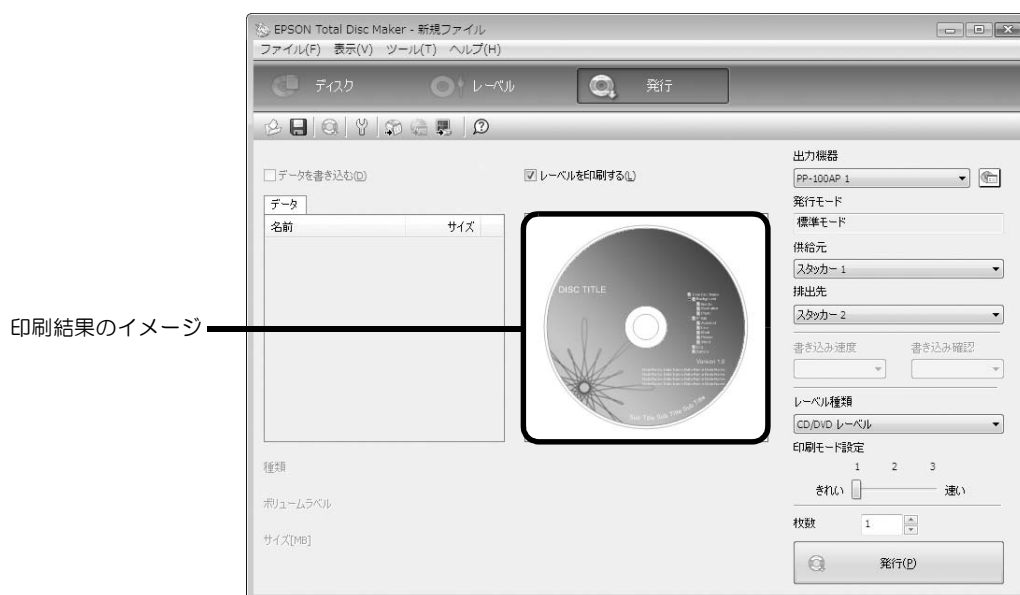 EPSON Total Disc Maker - 新規ファイル
ファイル(F) 表示(V) ツール(T) ヘルプ(H)
ディスク レーベル 発行
データを書き込む(D)
レーベルを印刷する(L)
データ
名前 サイズ
DISC TITLE
Version 1.0
Sub Title Sub Title Sub Title
印刷結果のイメージ
種類
ボリュームラベル
サイズ[MB]
出力機器
PP-100AP 1
発行モード
標準モード
供給元
スタッカー 1
排出先
スタッカー 2
書き込み速度 書き込み確認
レーベル種類
CD/DVD レーベル
印刷モード設定
1 2 3
きれい 速い
枚数 1
発行(P)